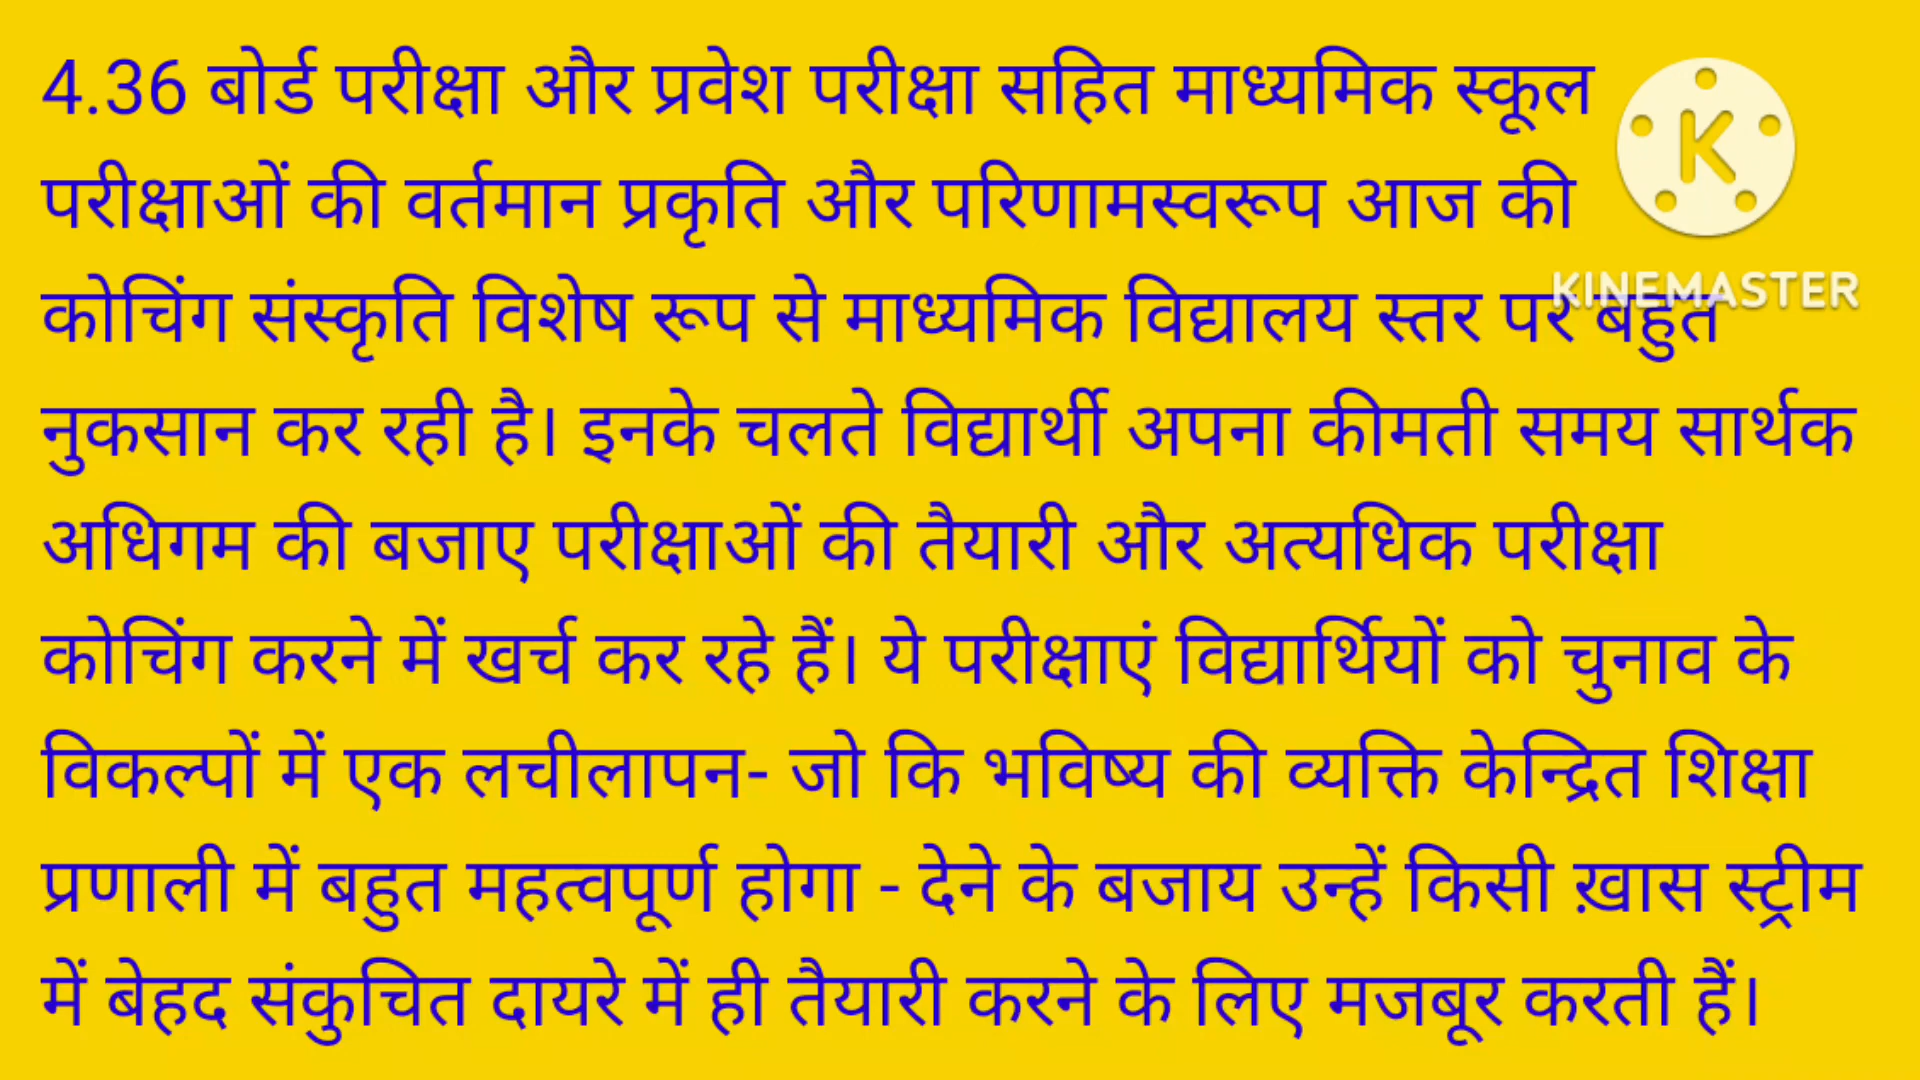 4.36 बोर्ड परीक्षा और प्रवेश परीक्षा सहित माध्यमिक स्कूल
परीक्षाओं की वर्तमान प्रकृति और परिणामस्वरूप आज की
कोचिंग संस्कृति विशेष रूप से माध्यमिक विद्यालय स्तर पर बहुत
नुकसान कर रही है। इनके चलते विद्यार्थी अपना कीमती समय सार्थक
अधिगम की बजाए परीक्षाओं की तैयारी और अत्यधिक परीक्षा
कोचिंग करने में खर्च कर रहे हैं। ये परीक्षाएं विद्यार्थियों को चुनाव के
विकल्पों में एक लचीलापन- जो कि भविष्य की व्यक्ति केन्द्रित शिक्षा
प्रणाली में बहुत महत्वपूर्ण होगा - देने के बजाय उन्हें किसी ख़ास स्ट्रीम
में बेहद संकुचित दायरे में ही तैयारी करने के लिए मजबूर करती हैं।
K
KINEMASTER